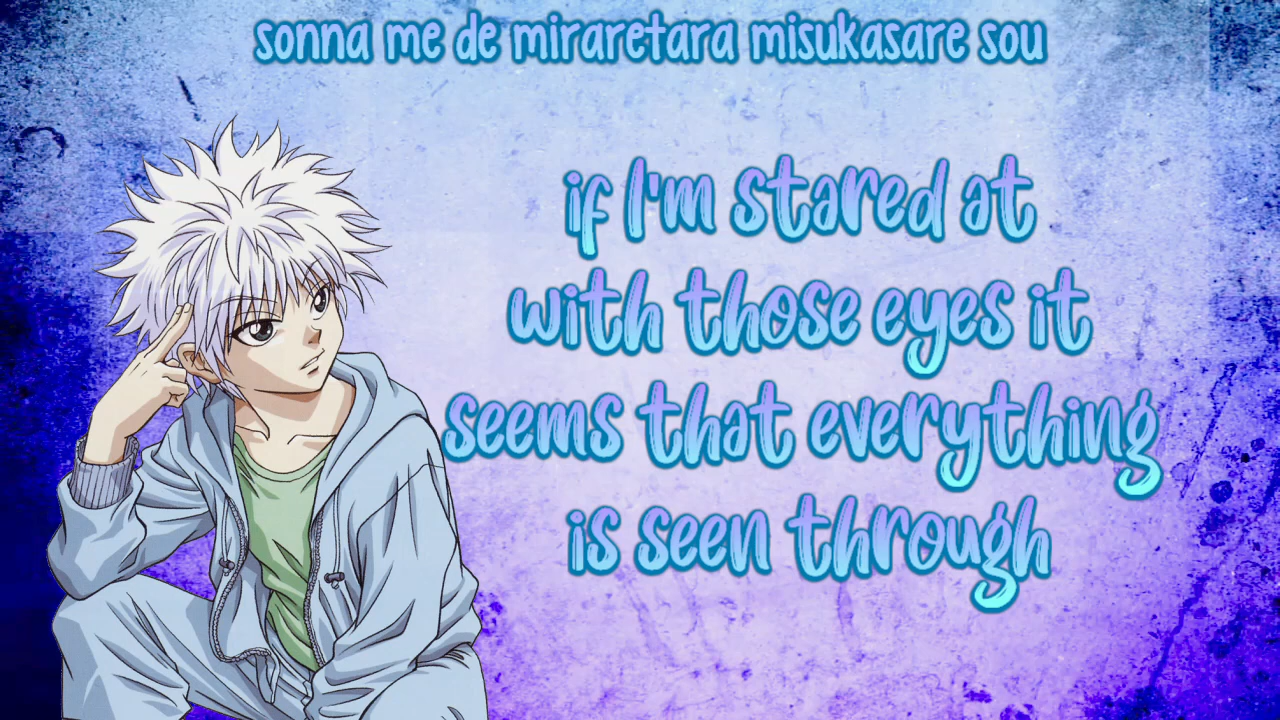 sonna me de miraretara misukasare sou
if I'm stared at
with those eyes it
seems that everything
is seen through